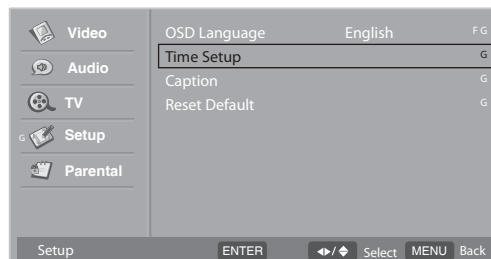 Video
Audio
TV
G Setup
Parental
OSD Language English F G
Time Setup G
Caption G
Reset Default G
Setup ENTER / Select MENU Back